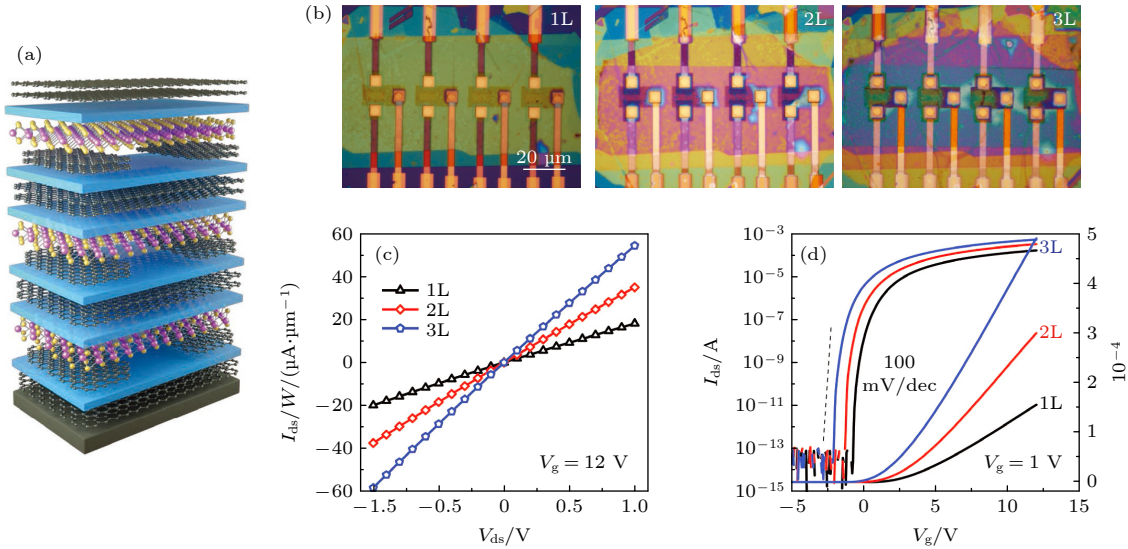 (a)
(b)
1L
2L
3L
20 µm
(c)
60
40
20
0
−20
−40
−60
1L
2L
3L
Vg = 12 V
−1.5
−0.5
0
0.5
1.0
Vds/V
Ids/W/(µA·µm−1)
(d)
10−3
10−5
10−7
10−9
10−11
10−13
10−15
Ids/A
100
mV/dec
3L
2L
1L
Vg = 1 V
5
4
3
2
1
0
10−4
−5
0
5
10
15
Vg/V